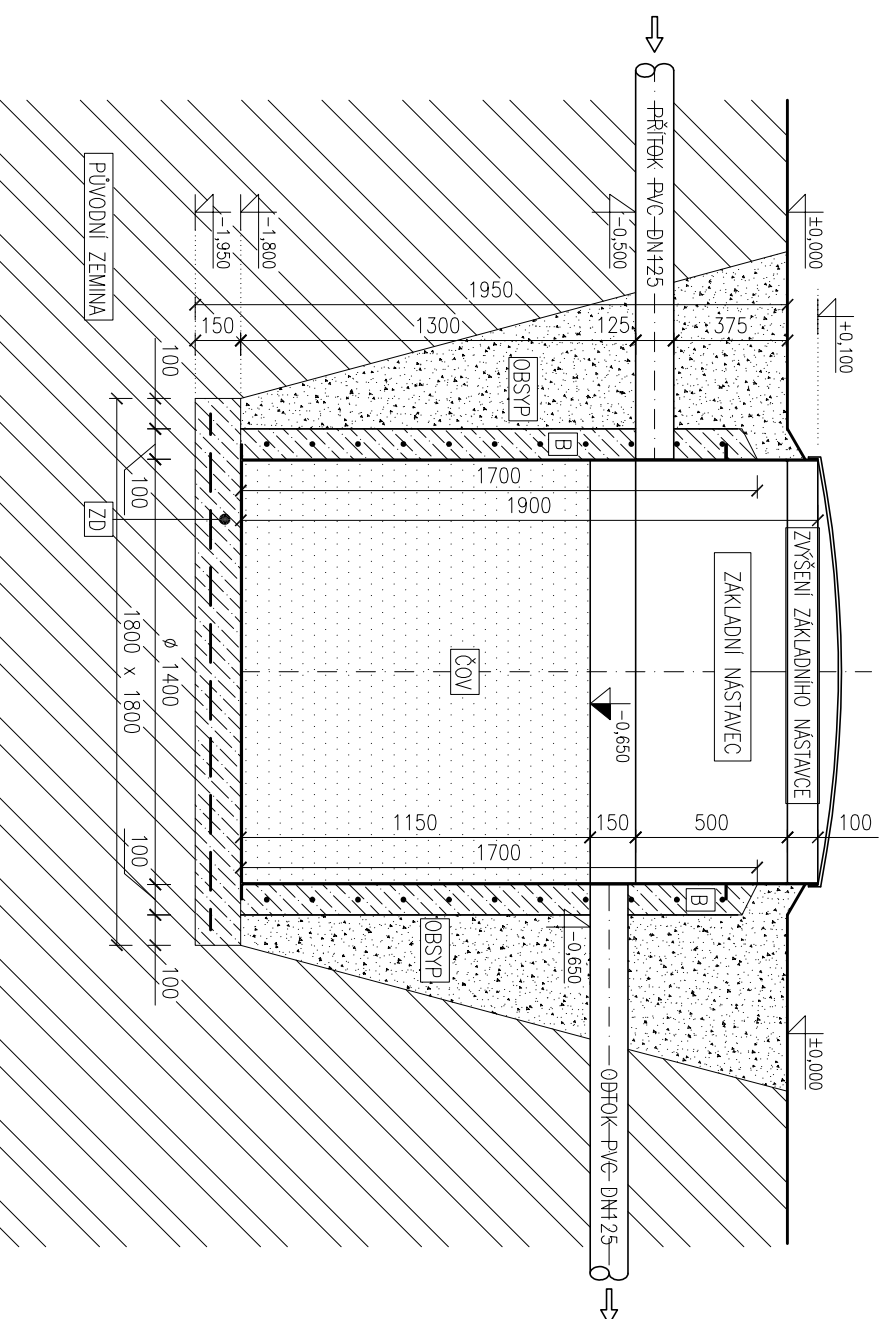 +0,100
±0,000
±0,000
PŘÍTOK PVC DN125
-0,500
-1,800
-1,950
PŮVODNÍ ZEMINA
1950
375
125
1300
150
OBSYP
B
1700
1900
ZVÝŠENÍ ZÁKLADNÍHO NÁSTAVCE
ZÁKLADNÍ NÁSTAVEC
ČOV
-0,650
100
500
150
1150
1700
B
OBSYP
-0,650
ODTOK PVC DN125
100
100
ø 1400
100
100
1800 x 1800
ZD